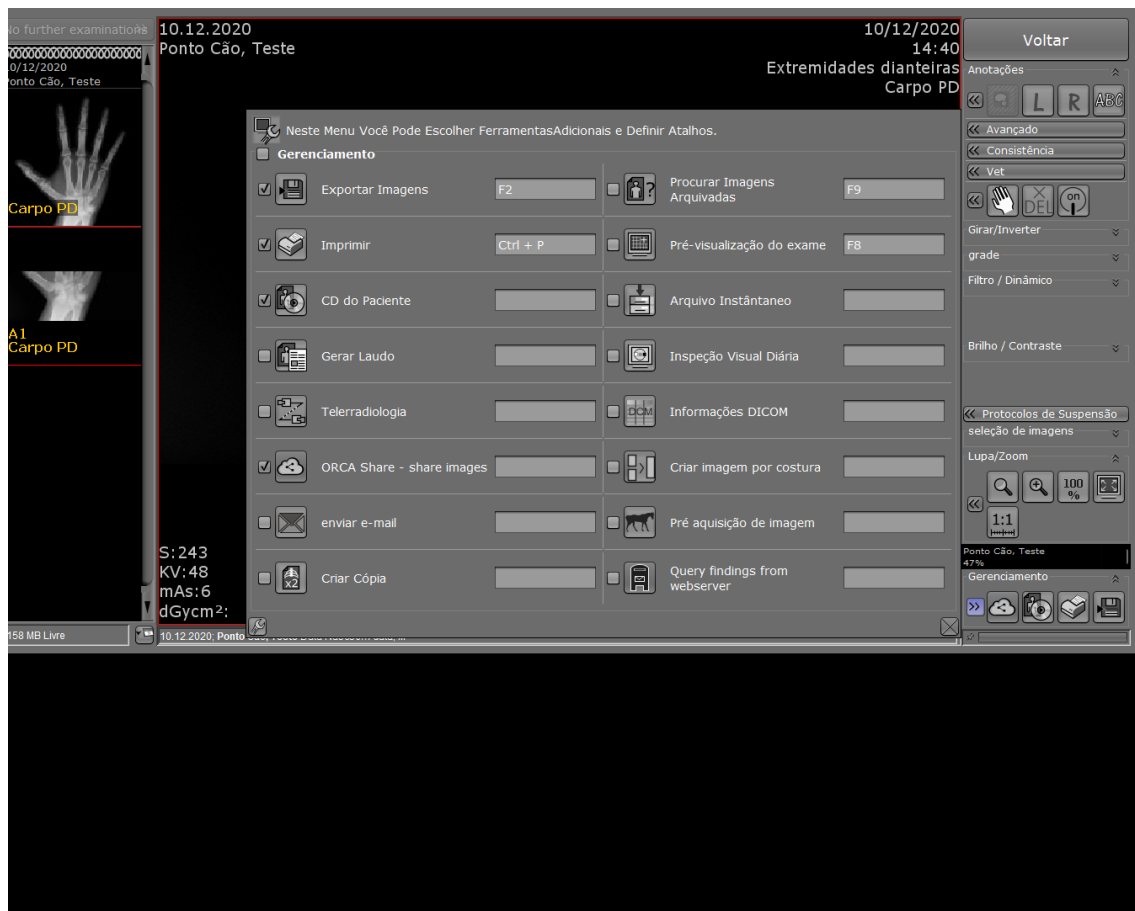 No further examinations
10/12/2020
Ponto Cão, Teste
Carpo PD
A1
Carpo PD
158 MB Livre
10.12.2020
Ponto Cão, Teste
10/12/2020
14:40
Extremidades dianteiras
Carpo PD
Neste Menu Você Pode Escolher FerramentasAdicionais e Definir Atalhos.
Gerenciamento
Exportar Imagens F2
Procurar Imagens
Arquivadas F9
Imprimir Ctrl + P
Pré-visualização do exame F8
CD do Paciente
Arquivo Instântaneo
Gerar Laudo
Inspeção Visual Diária
Telerradiologia
DCM
Informações DICOM
ORCA Share - share images
Criar imagem por costura
enviar e-mail
Pré aquisição de imagem
x2
Criar Cópia
Query findings from
webserver
S:243
KV:48
mAs:6
dGycm²:
10.12.2020; Ponto
Voltar
Anotações
L R ABC
Avançado
Consistência
Vet
DEL on
Girar/Inverter
grade
Filtro / Dinâmico
Brilho / Contraste
Protocolos de Suspensão
seleção de imagens
Lupa/Zoom
100
%
1:1
Ponto Cão, Teste
47%
Gerenciamento